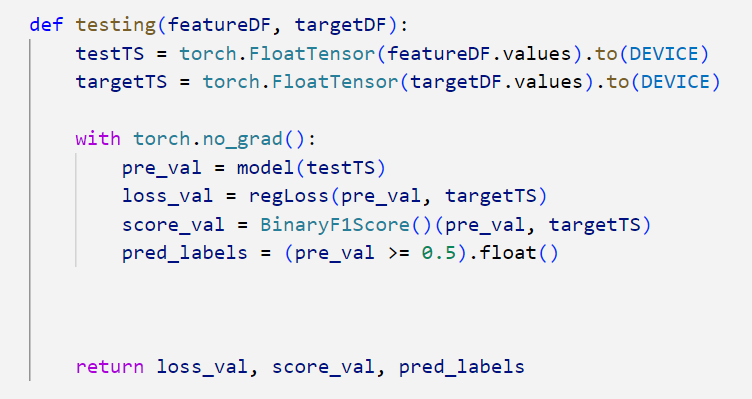 def testing(featureDF, targetDF):
    testTS = torch.FloatTensor(featureDF.values).to(DEVICE)
    targetTS = torch.FloatTensor(targetDF.values).to(DEVICE)
    with torch.no_grad():
        pre_val = model(testTS)
        loss_val = regLoss(pre_val, targetTS)
        score_val = BinaryF1Score()(pre_val, targetTS)
        pred_labels = (pre_val >= 0.5).float()
    return loss_val, score_val, pred_labels